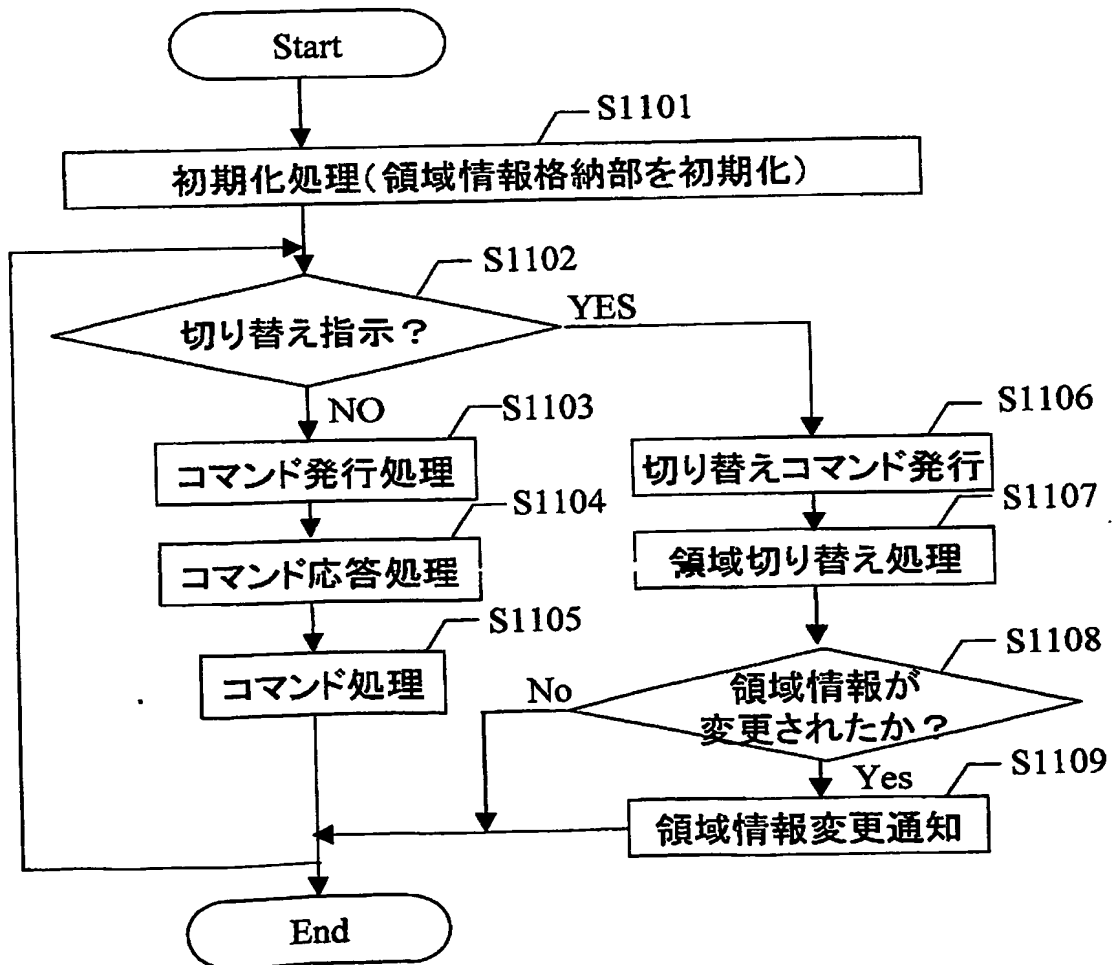 Start
S1101
初期化処理(領域情報格納部を初期化)
S1102
切り替え指示?
YES
NO
S1103
コマンド発行処理
S1104
コマンド応答処理
S1105
コマンド処理
S1106
切り替えコマンド発行
S1107
領域切り替え処理
S1108
領域情報が
変更されたか?
No
Yes
S1109
領域情報変更通知
End